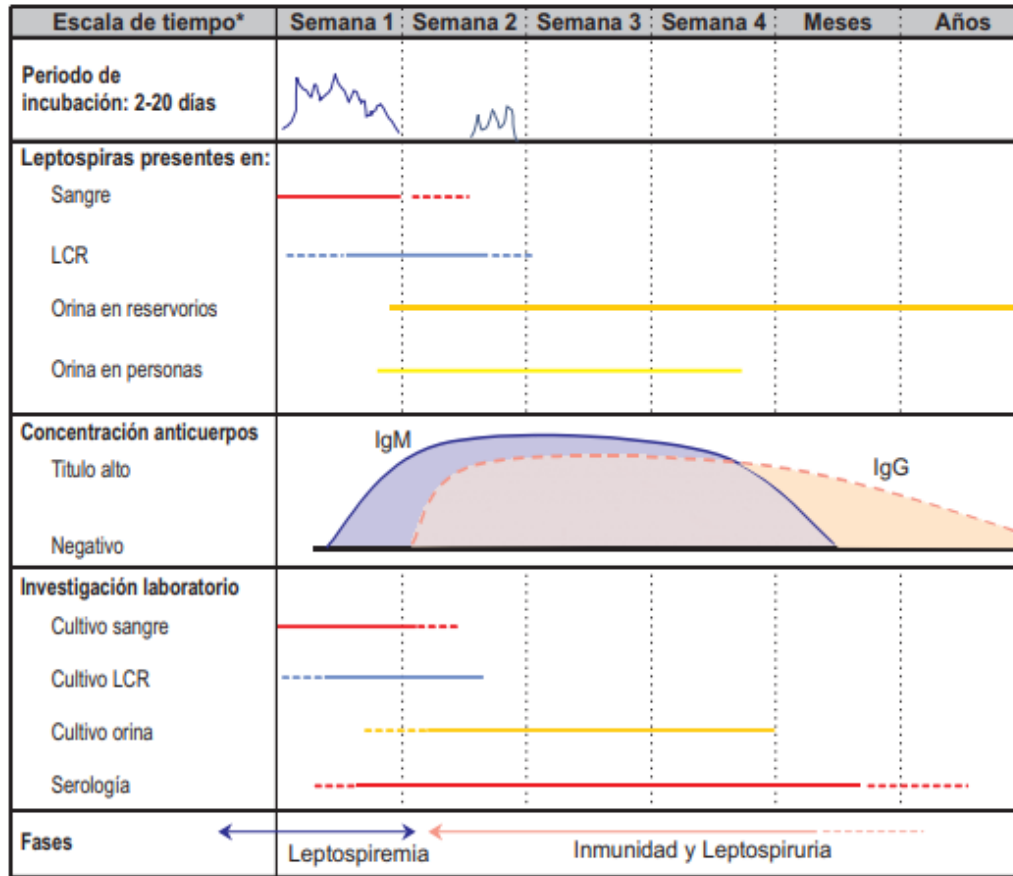 Escala de tiempo* Semana 1 Semana 2 Semana 3 Semana 4 Meses Años
Periodo de
incubación: 2-20 días
Leptospiras presentes en:
Sangre
LCR
Orina en reservorios
Orina en personas
Concentración anticuerpos
IgM
Titulo alto
IgG
Negativo
Investigación laboratorio
Cultivo sangre
Cultivo LCR
Cultivo orina
Serología
Fases
Leptospiremia
Inmunidad y Leptospiruria